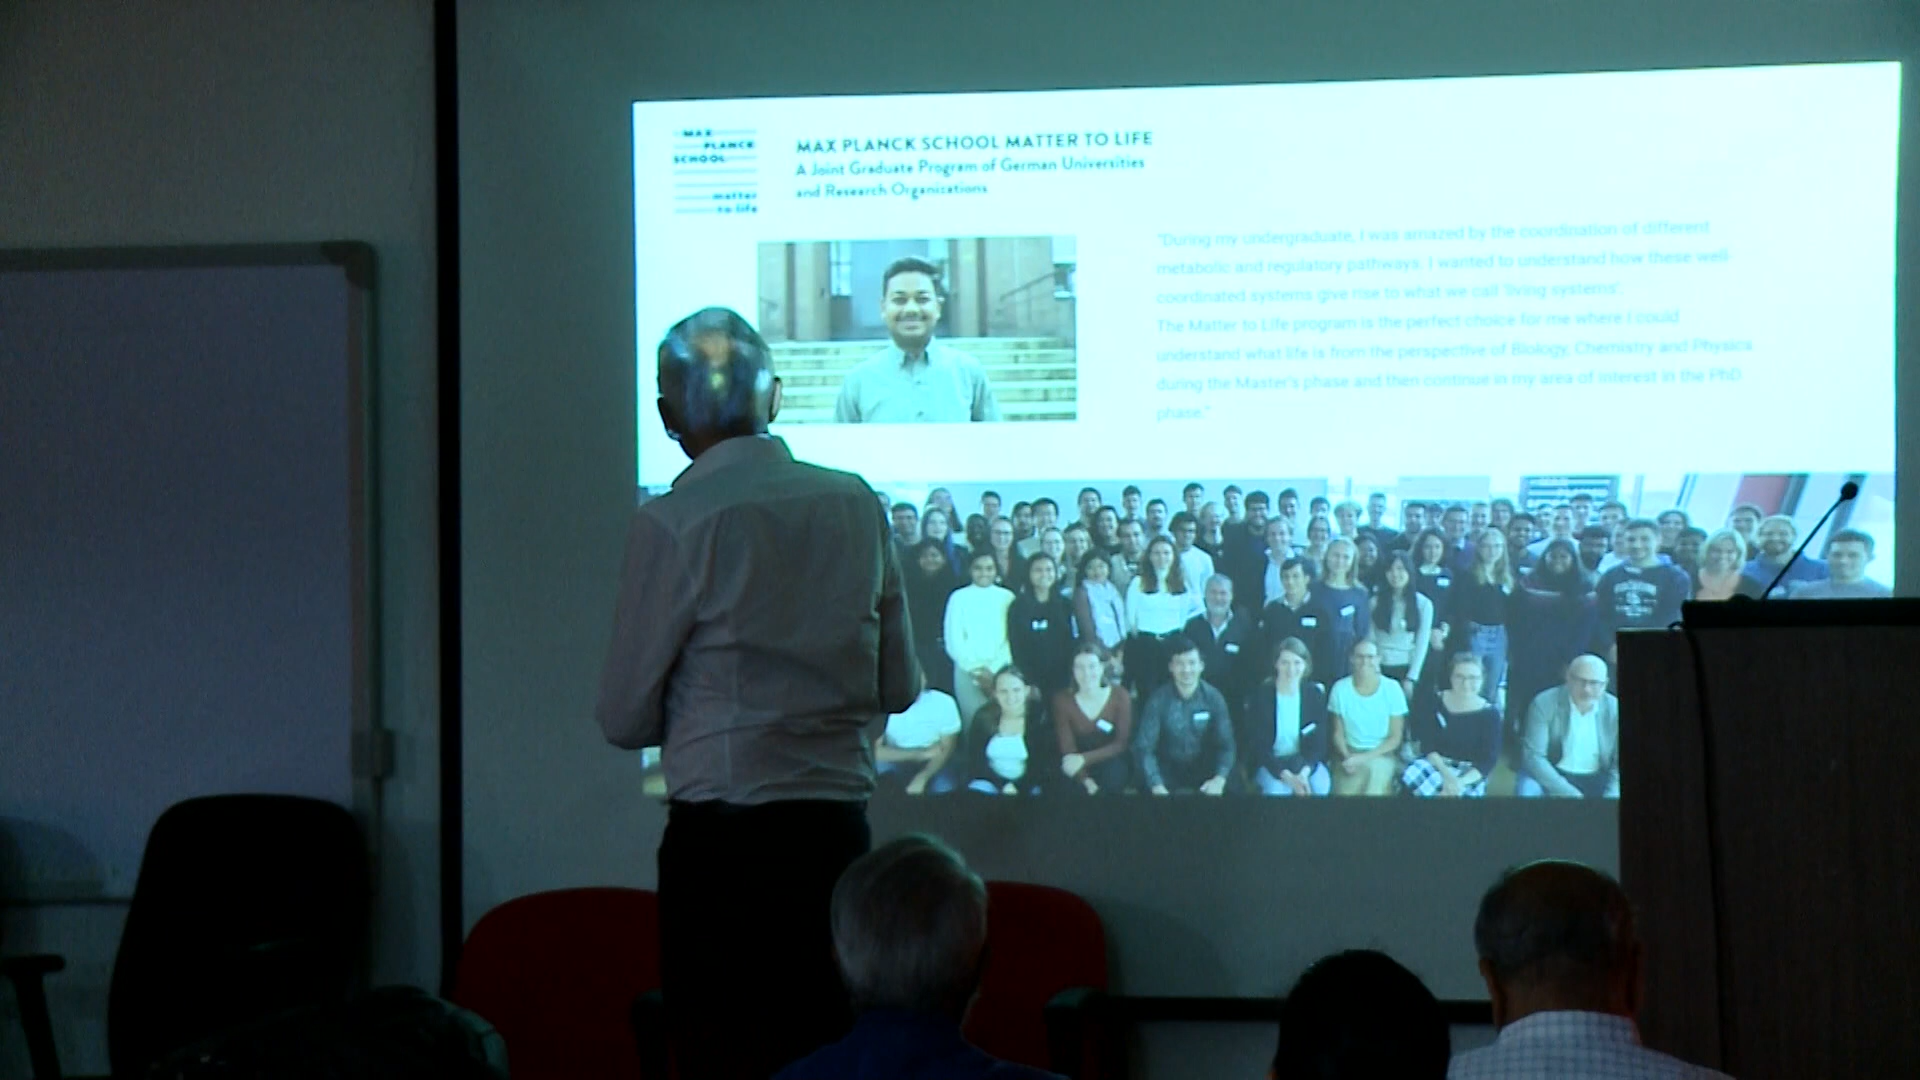 MAX
PLANCK
SCHOOL
matter
to life
MAX PLANCK SCHOOL MATTER TO LIFE
A Joint Graduate Program of German Universities
and Research Organizations
"During my undergraduate, I was amazed by the coordination of different
metabolic and regulatory pathways. I wanted to understand how these well
coordinated systems give rise to what we call 'living systems'.
The Matter to Life program is the perfect choice for me where I could
understand what life is from the perspective of Biology, Chemistry and Physics
during the Master's phase and then continue in my area of interest in the PhD
phase."